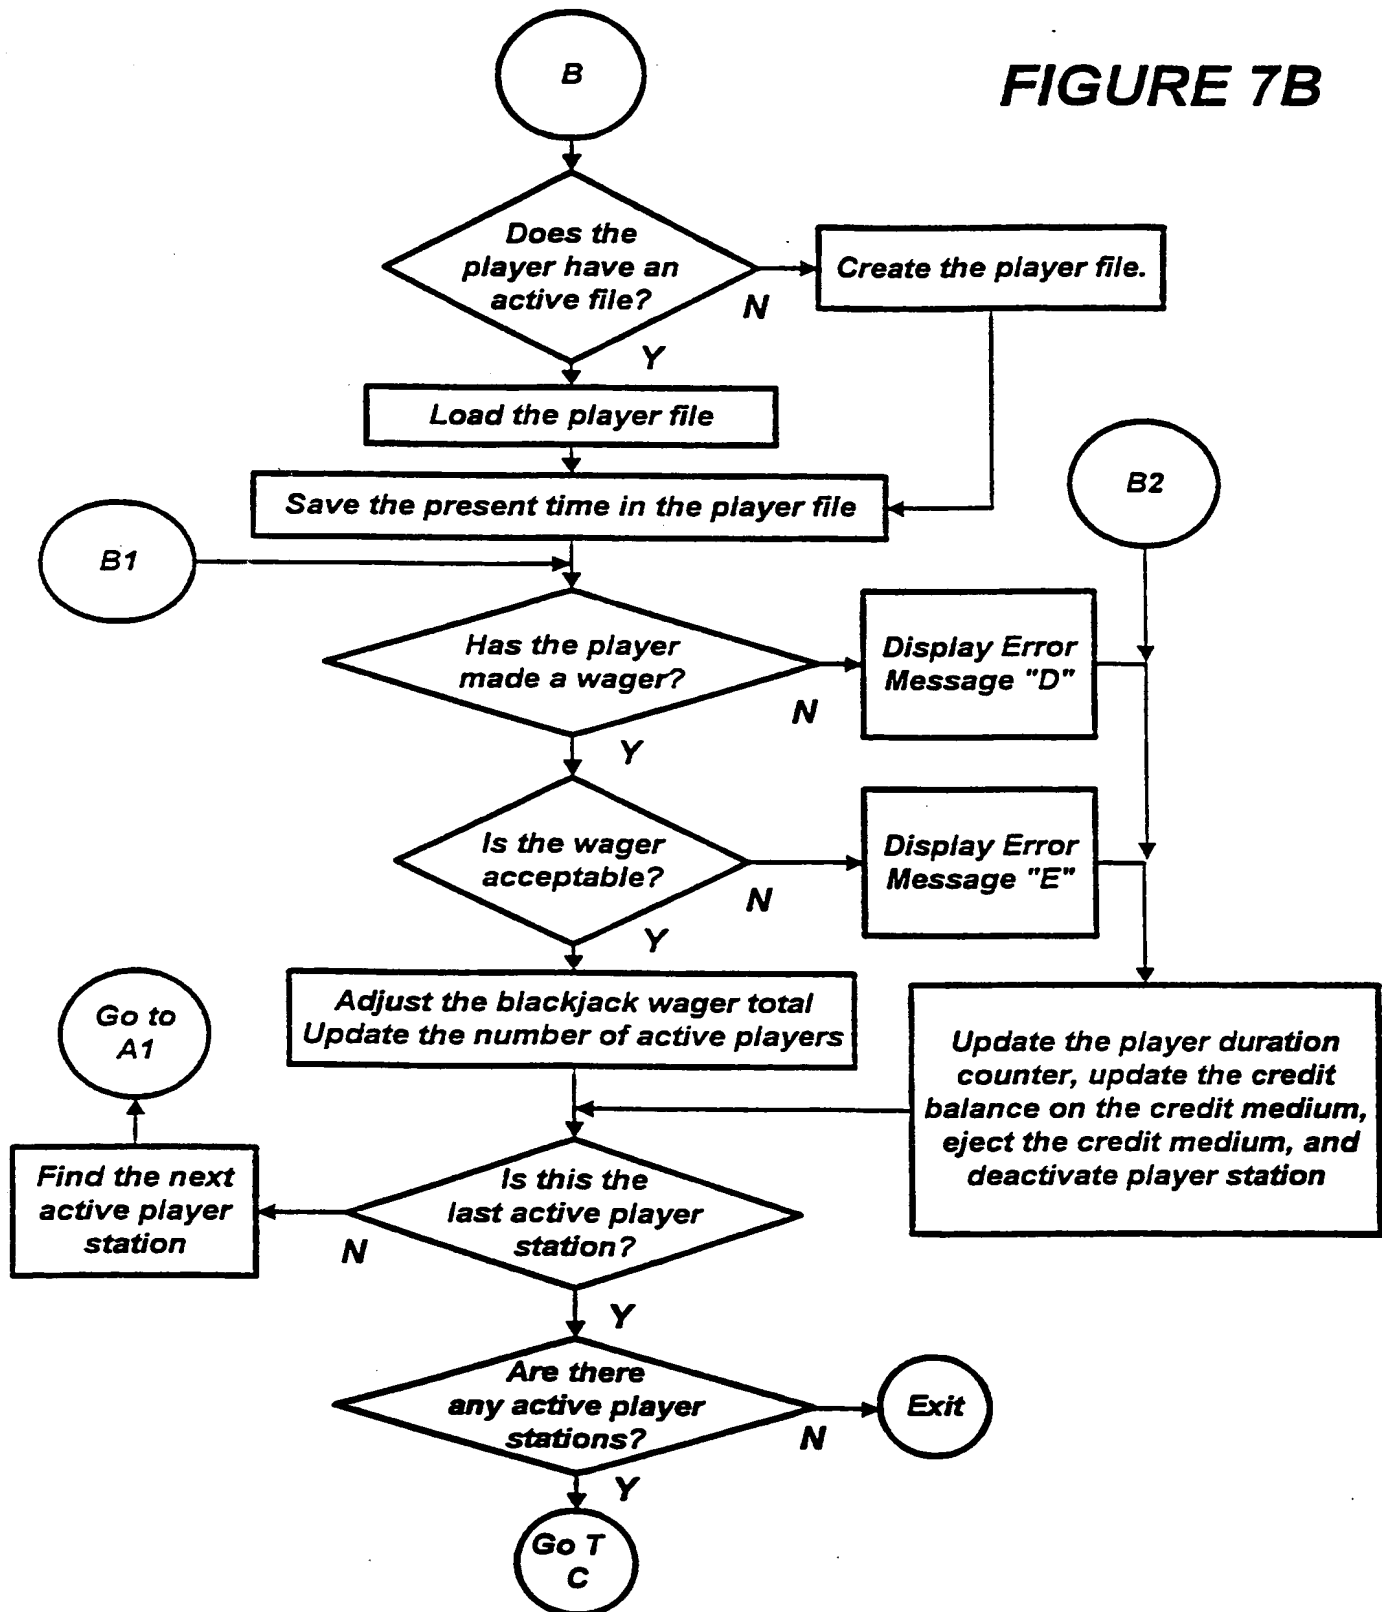 B
FIGURE 7B
Does the
player have an
active file?
N
Create the player file.
Y
Load the player file
Save the present time in the player file
B2
B1
Has the player
made a wager?
N
Display Error
Message "D"
Y
Is the wager
acceptable?
N
Display Error
Message "E"
Y
Go to
A1
Adjust the blackjack wager total
Update the number of active players
Update the player duration
counter, update the credit
balance on the credit medium,
eject the credit medium, and
deactivate player station
Find the next
active player
station
Is this the
last active player
station?
N
Y
Are there
any active player
stations?
N
Exit
Y
Go T
C